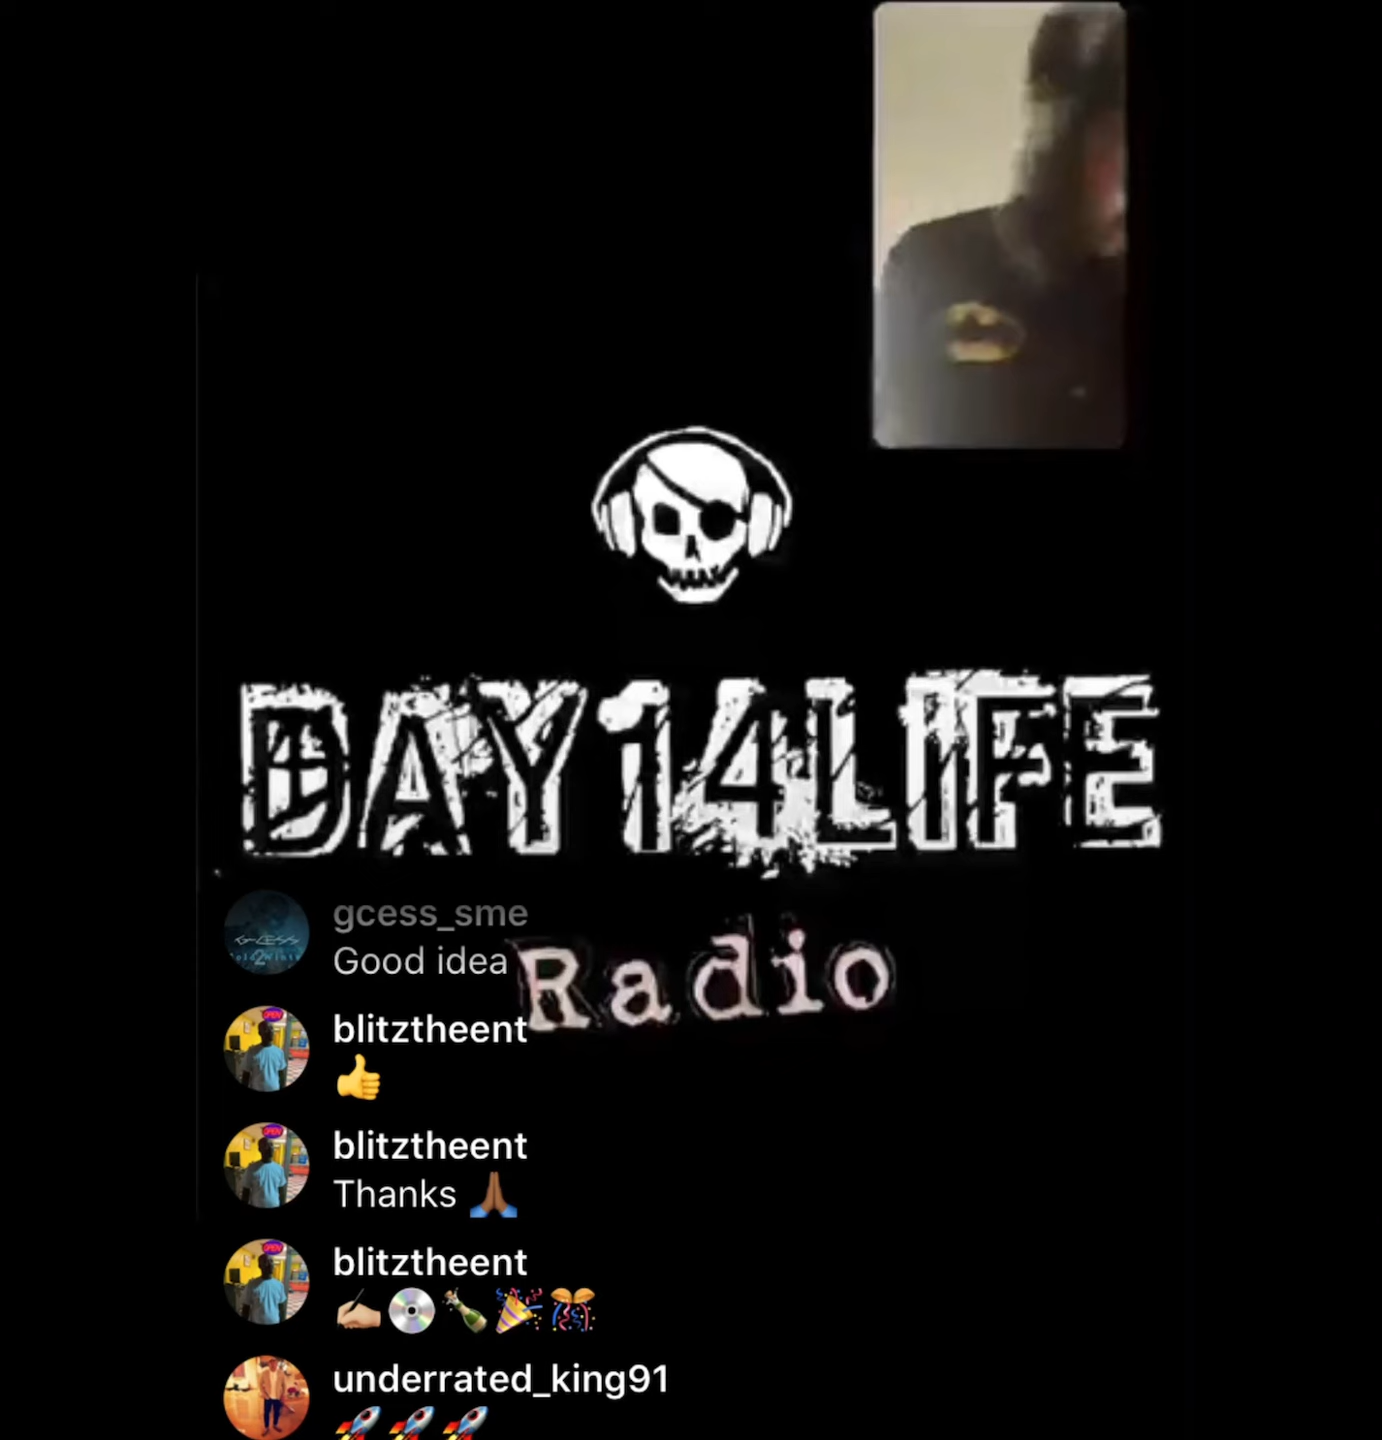 DAY14LIFE
Radio
gcess_sme
Good idea
blitztheent
👍
blitztheent
Thanks 🙏🏾
blitztheent
✍🏼💿🍾🎉🎊
underrated_king91
🚀🚀🚀